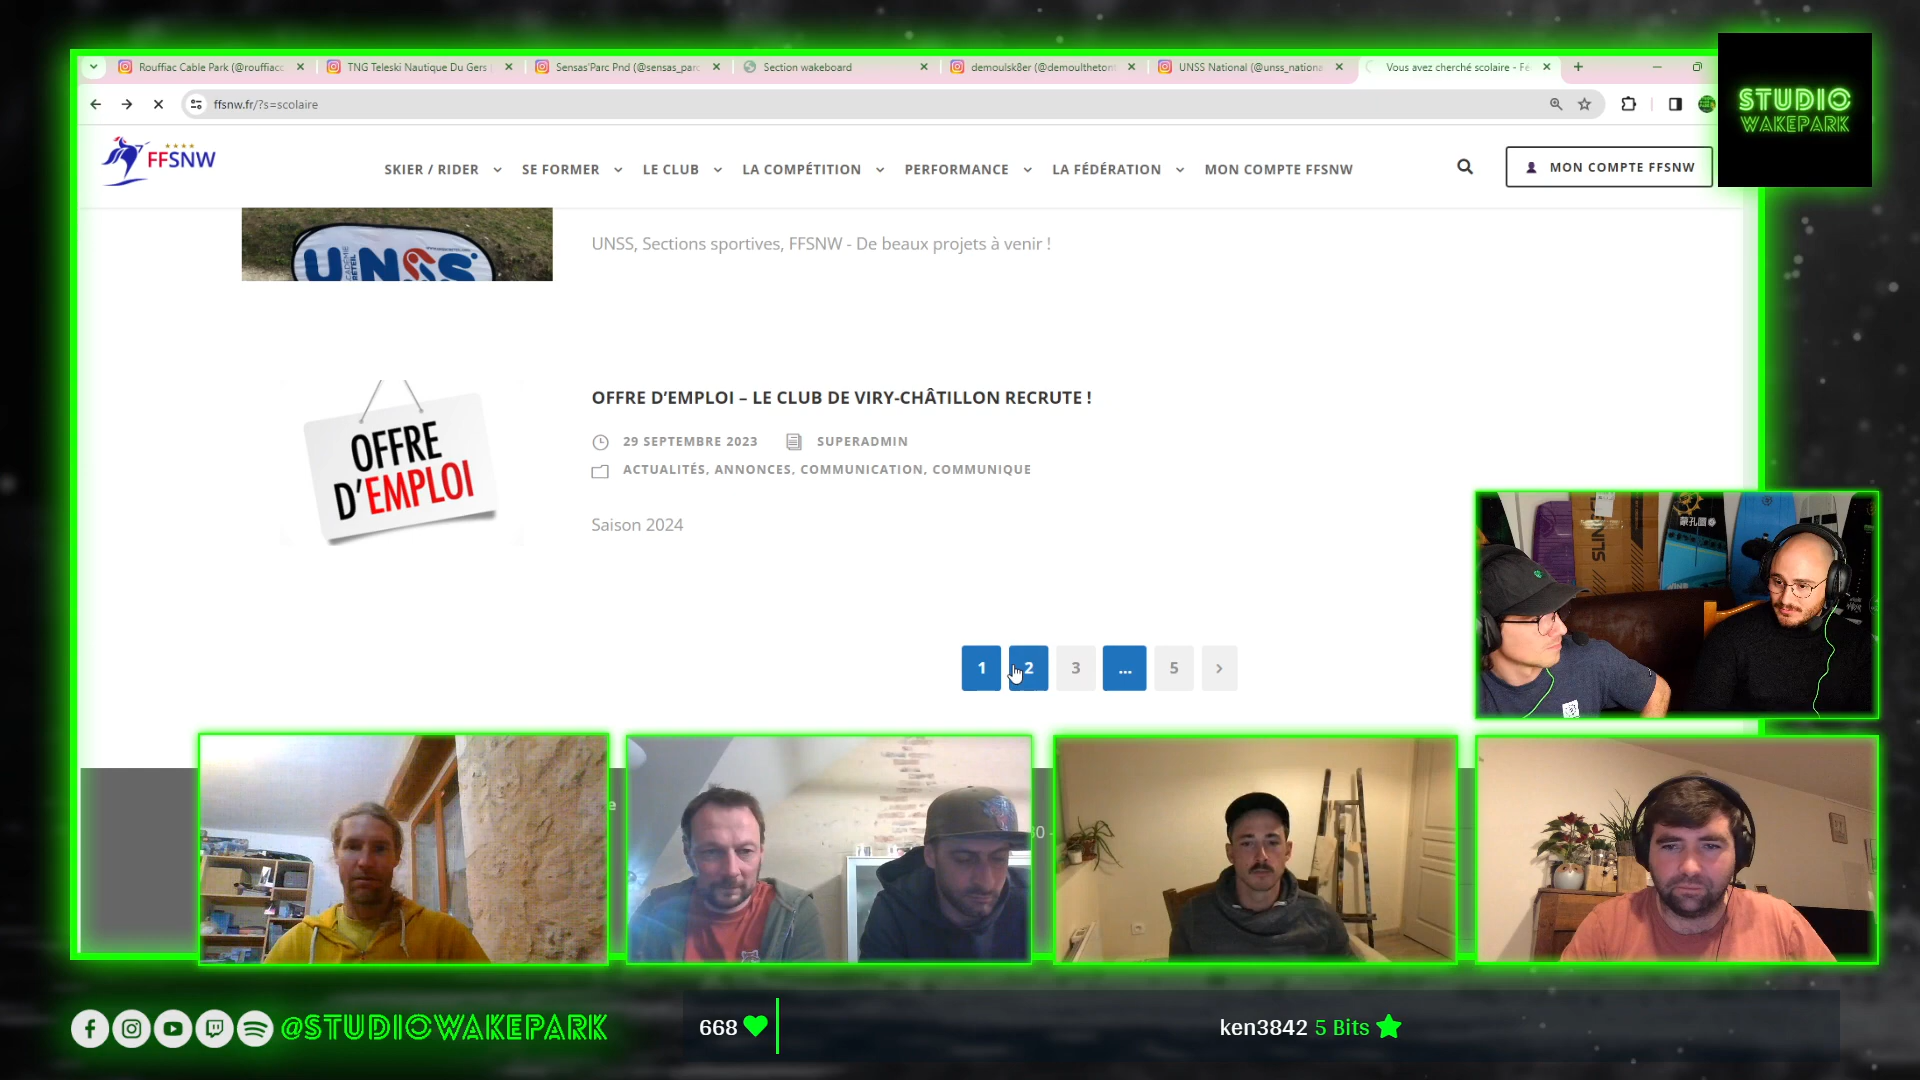 Rouffiac Cable Park (@rouffiacc
TNG Teleski Nautique Du Gers
Sensas'Parc Pnd (@sensas_parc
Section wakeboard
demoulsk8er (@demoultheton
UNSS National (@unss_nationa
Vous avez cherché scolaire - Fé
ffsnw.fr/?s=scolaire
STUDIO
WAKEPARK
FFSNW
SKIER / RIDER
SE FORMER
LE CLUB
LA COMPÉTITION
PERFORMANCE
LA FÉDÉRATION
MON COMPTE FFSNW
MON COMPTE FFSNW
UNSS
UNSS, Sections sportives, FFSNW - De beaux projets à venir !
OFFRE
D'EMPLOI
OFFRE D'EMPLOI – LE CLUB DE VIRY-CHÂTILLON RECRUTE !
29 SEPTEMBRE 2023
SUPERADMIN
ACTUALITÉS, ANNONCES, COMMUNICATION, COMMUNIQUE
Saison 2024
1 2 3 ... 5 >
@STUDIOWAKEPARK
668
ken3842 5 Bits